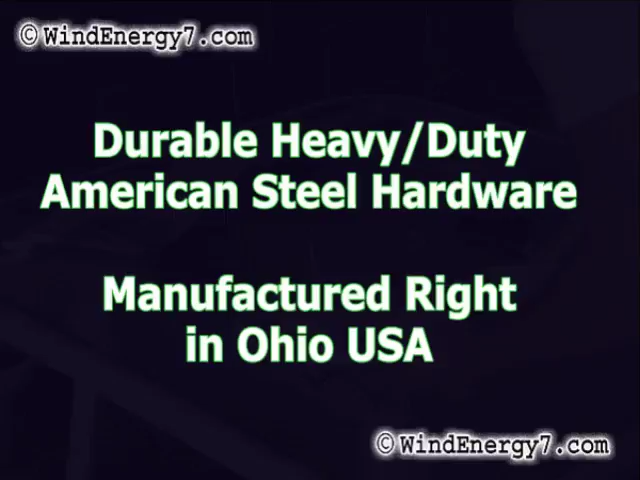 © WindEnergy7.com
Durable Heavy/Duty
American Steel Hardware
Manufactured Right
in Ohio USA
© WindEnergy7.com